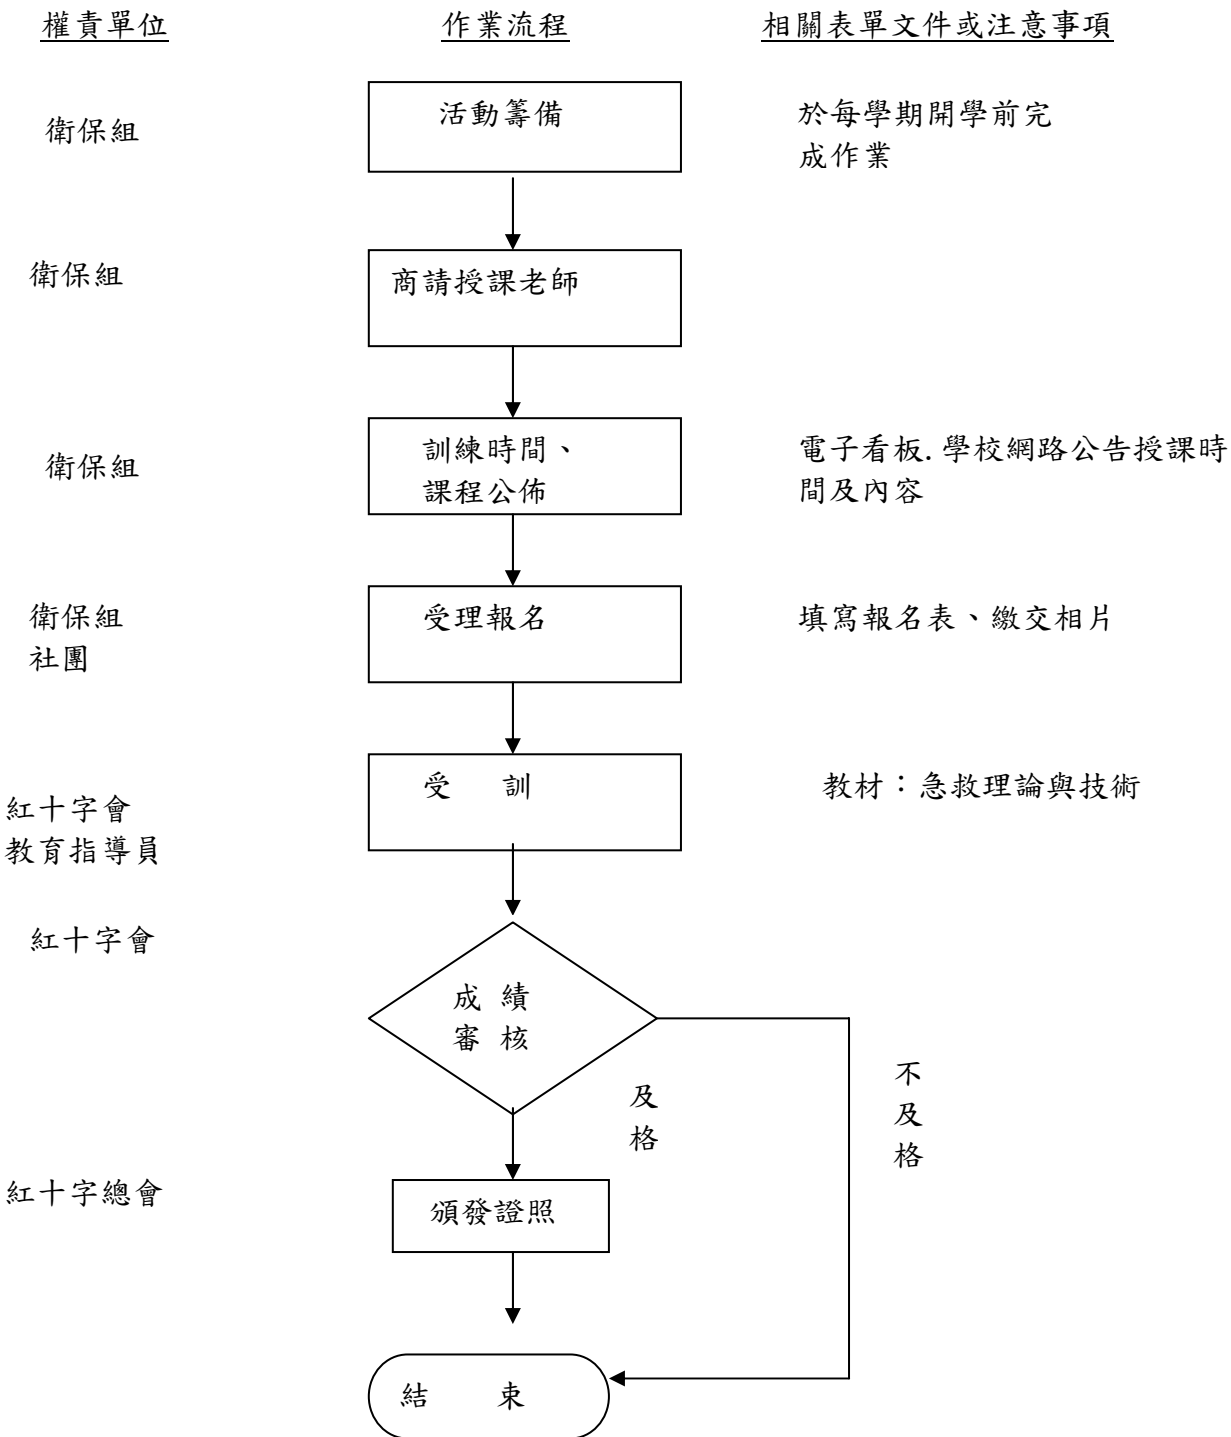 權責單位
作業流程
相關表單文件或注意事項
衛保組
活動籌備
於每學期開學前完
成作業
衛保組
商請授課老師
衛保組
訓練時間、
課程公佈
電子看板.學校網路公告授課時
間及內容
衛保組
社團
受理報名
填寫報名表、繳交相片
紅十字會
教育指導員
受 訓
教材：急救理論與技術
紅十字會
成 績
審 核
及
格
不
及
格
紅十字總會
頒發證照
結 束